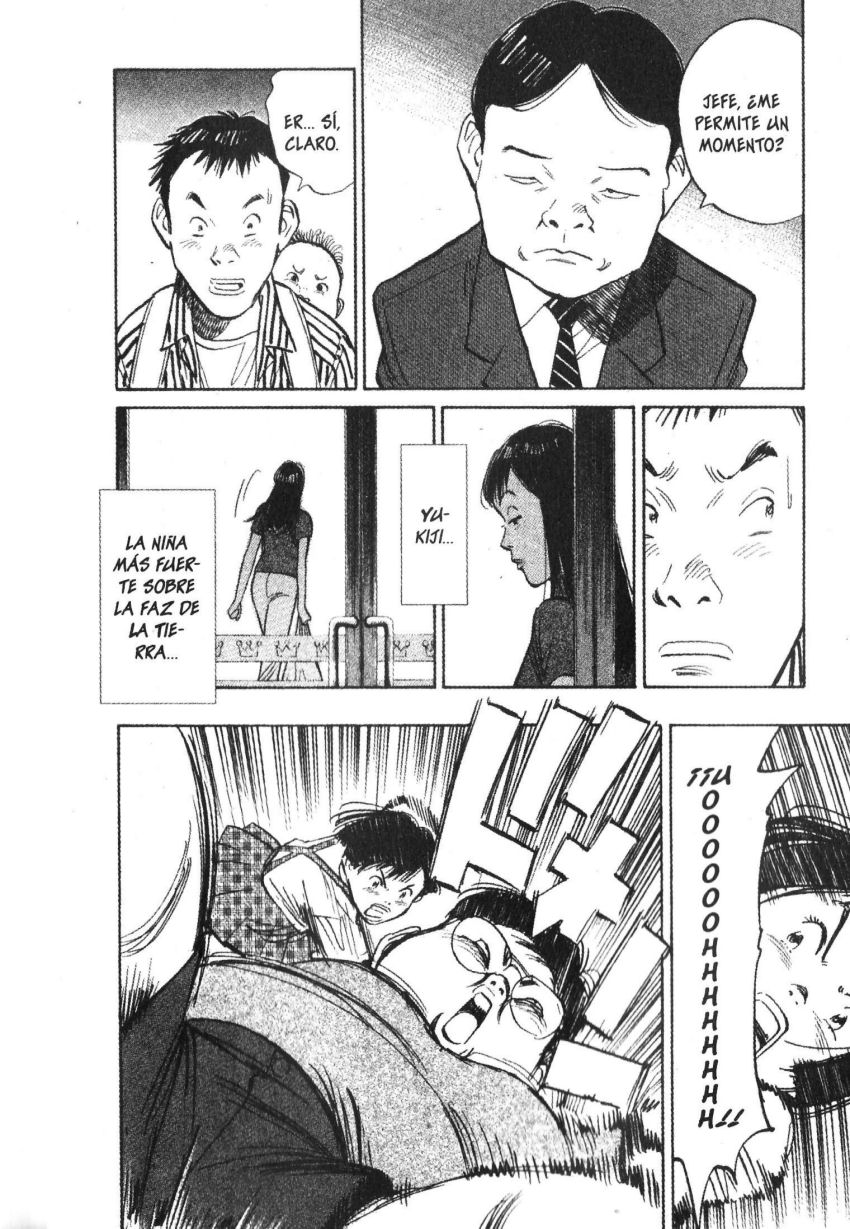 JEFE, ¿ME
PERMITE UN
MOMENTO?
ER... SÍ,
CLARO.
YU-
KIJI...
LA NIÑA
MÁS FUER-
TE SOBRE
LA FAZ DE
LA TIE-
RRA...
¡¡UOOOOOOHHHHHHHH!!